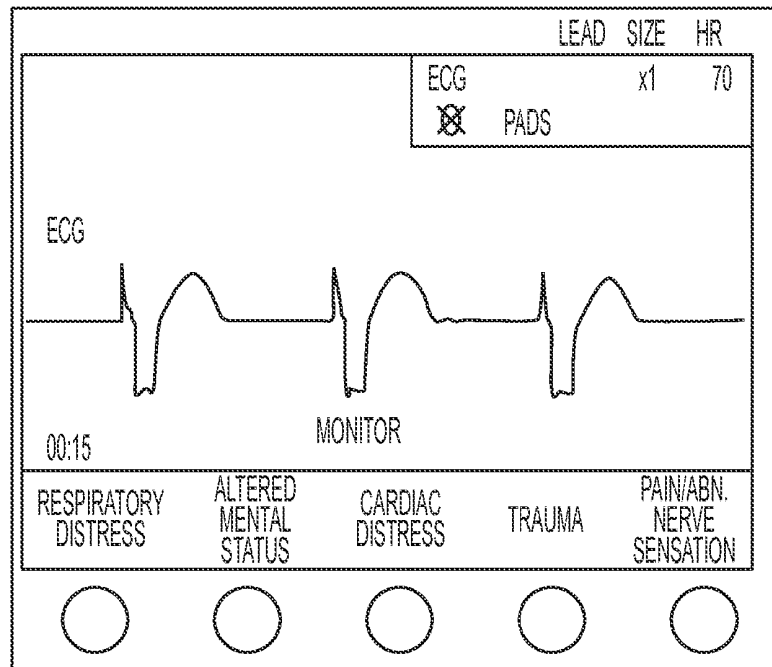 LEAD SIZE HR
ECG x1 70
PADS
ECG
MONITOR
00:15
RESPIRATORY
DISTRESS
ALTERED
MENTAL
STATUS
CARDIAC
DISTRESS
TRAUMA
PAIN/ABN.
NERVE
SENSATION